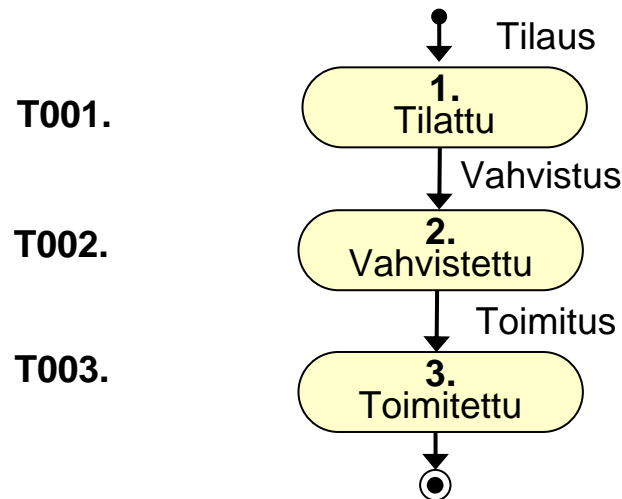 Tilaus
T001.
1.
Tilattu
Vahvistus
T002.
2.
Vahvistettu
Toimitus
T003.
3.
Toimitettu